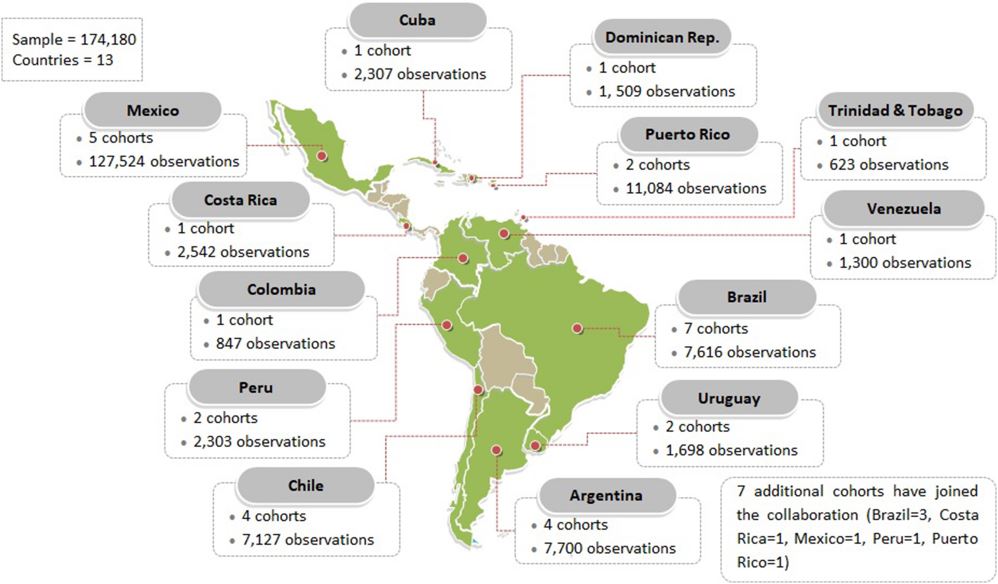 Sample = 174,180
Countries = 13
Cuba
• 1 cohort
• 2,307 observations
Dominican Rep.
• 1 cohort
• 1, 509 observations
Mexico
• 5 cohorts
• 127,524 observations
Trinidad & Tobago
• 1 cohort
• 623 observations
Puerto Rico
• 2 cohorts
• 11,084 observations
Costa Rica
• 1 cohort
• 2,542 observations
Venezuela
• 1 cohort
• 1,300 observations
Colombia
• 1 cohort
• 847 observations
Brazil
• 7 cohorts
• 7,616 observations
Peru
• 2 cohorts
• 2,303 observations
Uruguay
• 2 cohorts
• 1,698 observations
Chile
• 4 cohorts
• 7,127 observations
Argentina
• 4 cohorts
• 7,700 observations
7 additional cohorts have joined
the collaboration (Brazil=3, Costa
Rica=1, Mexico=1, Peru=1, Puerto
Rico=1)